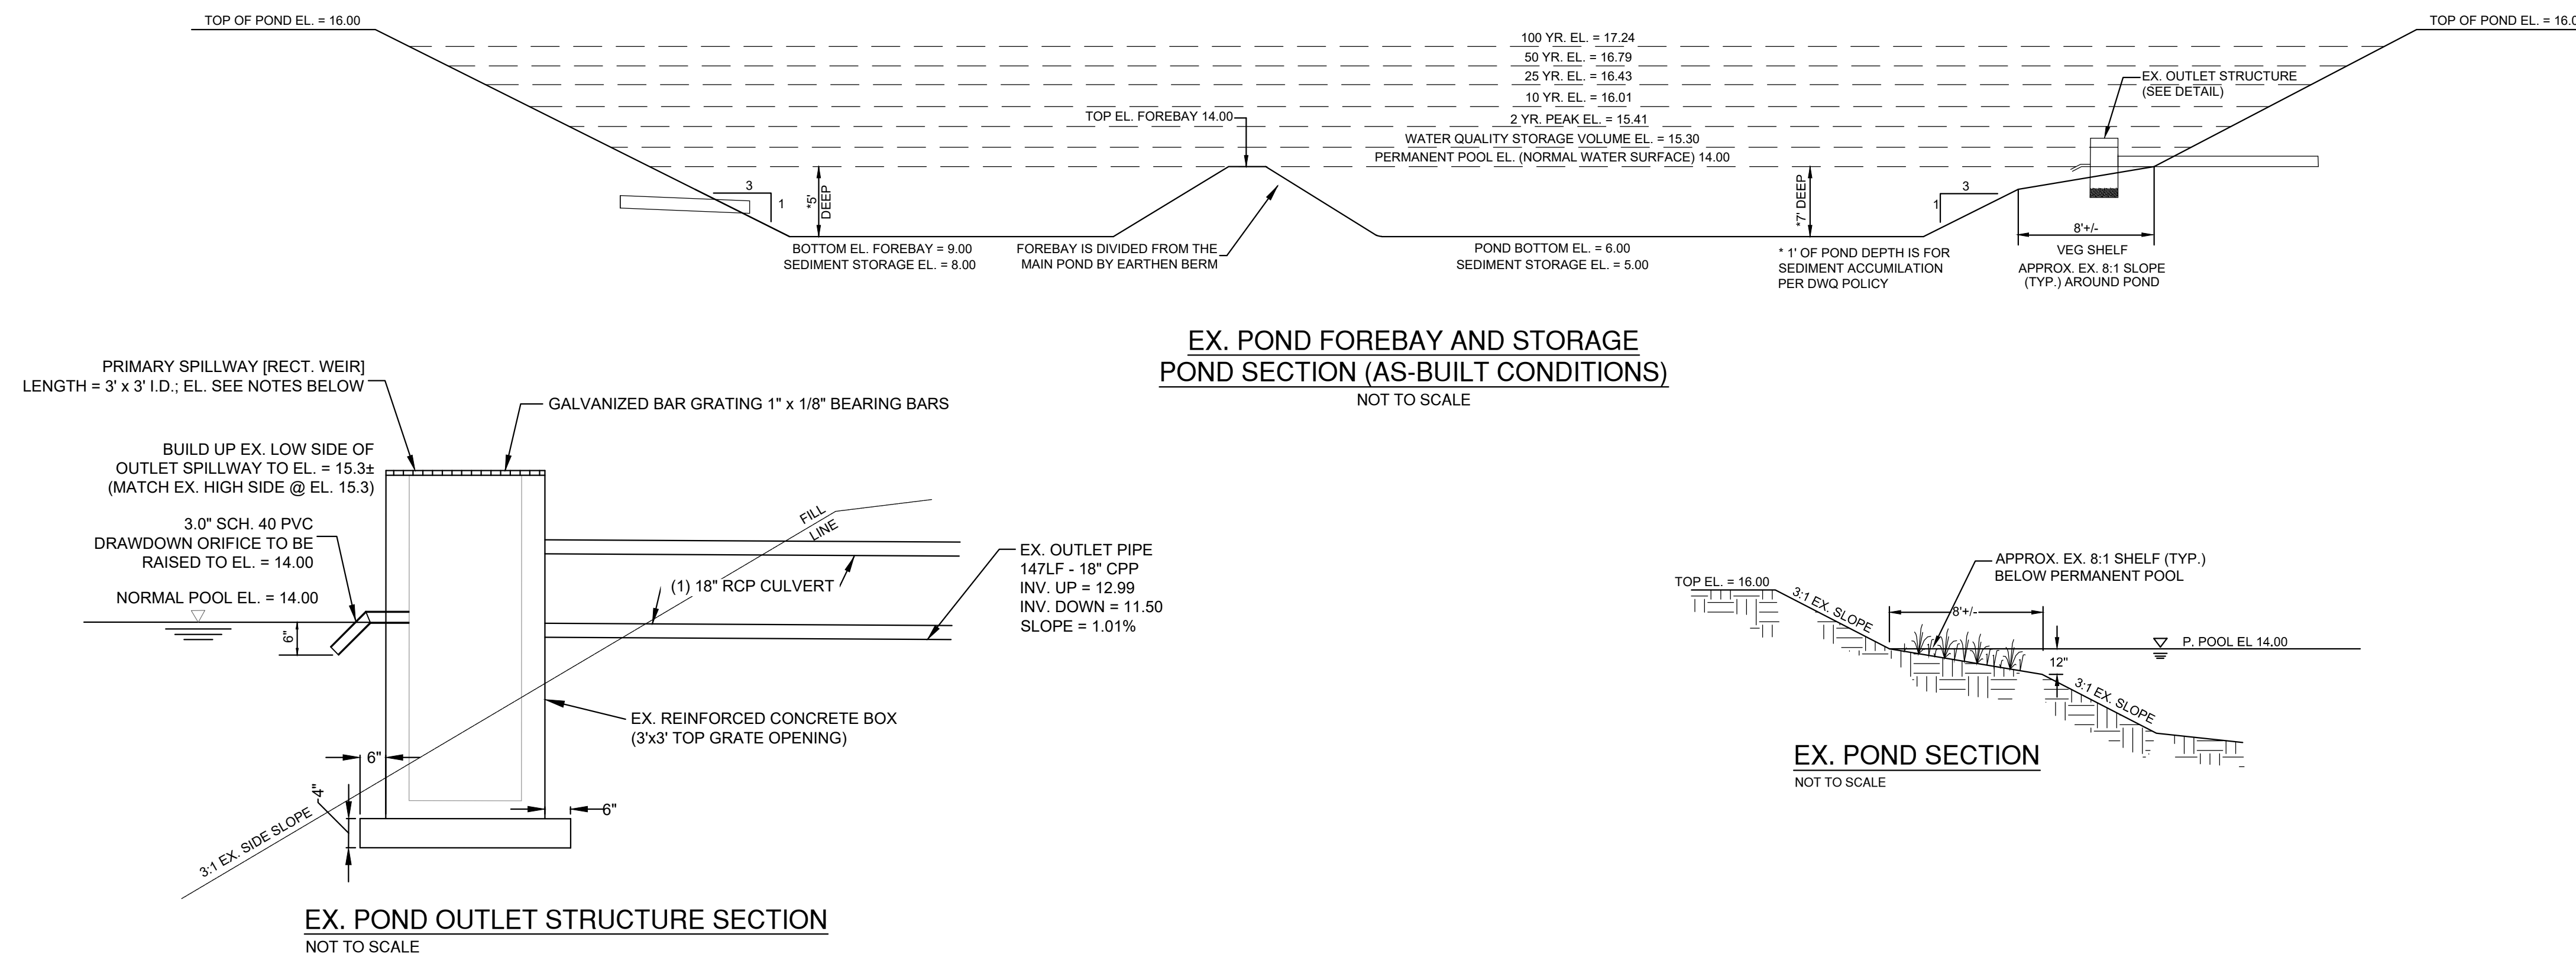 TOP OF POND EL. = 16.00
TOP OF POND EL. = 16.0
100 YR. EL. = 17.24
50 YR. EL. = 16.79
25 YR. EL. = 16.43
10 YR. EL. = 16.01
2 YR. PEAK EL. = 15.41
WATER QUALITY STORAGE VOLUME EL. = 15.30
PERMANENT POOL EL. (NORMAL WATER SURFACE) 14.00
TOP EL. FOREBAY 14.00
EX. OUTLET STRUCTURE
(SEE DETAIL)
3
1
*5'
DEEP
*7' DEEP
3
1
8'+/-
VEG SHELF
APPROX. EX. 8:1 SLOPE
(TYP.) AROUND POND
BOTTOM EL. FOREBAY = 9.00
SEDIMENT STORAGE EL. = 8.00
FOREBAY IS DIVIDED FROM THE
MAIN POND BY EARTHEN BERM
POND BOTTOM EL. = 6.00
SEDIMENT STORAGE EL. = 5.00
* 1' OF POND DEPTH IS FOR
SEDIMENT ACCUMILATION
PER DWQ POLICY
EX. POND FOREBAY AND STORAGE
POND SECTION (AS-BUILT CONDITIONS)
NOT TO SCALE
PRIMARY SPILLWAY [RECT. WEIR]
LENGTH = 3' x 3' I.D.; EL. SEE NOTES BELOW
GALVANIZED BAR GRATING 1" x 1/8" BEARING BARS
BUILD UP EX. LOW SIDE OF
OUTLET SPILLWAY TO EL. = 15.3±
(MATCH EX. HIGH SIDE @ EL. 15.3)
3.0" SCH. 40 PVC
DRAWDOWN ORIFICE TO BE
RAISED TO EL. = 14.00
NORMAL POOL EL. = 14.00
6"
FILL
LINE
(1) 18" RCP CULVERT
EX. OUTLET PIPE
147LF - 18" CPP
INV. UP = 12.99
INV. DOWN = 11.50
SLOPE = 1.01%
EX. REINFORCED CONCRETE BOX
(3'x3' TOP GRATE OPENING)
6"
4"
6"
3:1 EX. SIDE SLOPE
EX. POND OUTLET STRUCTURE SECTION
NOT TO SCALE
APPROX. EX. 8:1 SHELF (TYP.)
BELOW PERMANENT POOL
TOP EL. = 16.00
3:1 EX. SLOPE
8'+/-
P. POOL EL 14.00
12"
3:1 EX. SLOPE
EX. POND SECTION
NOT TO SCALE